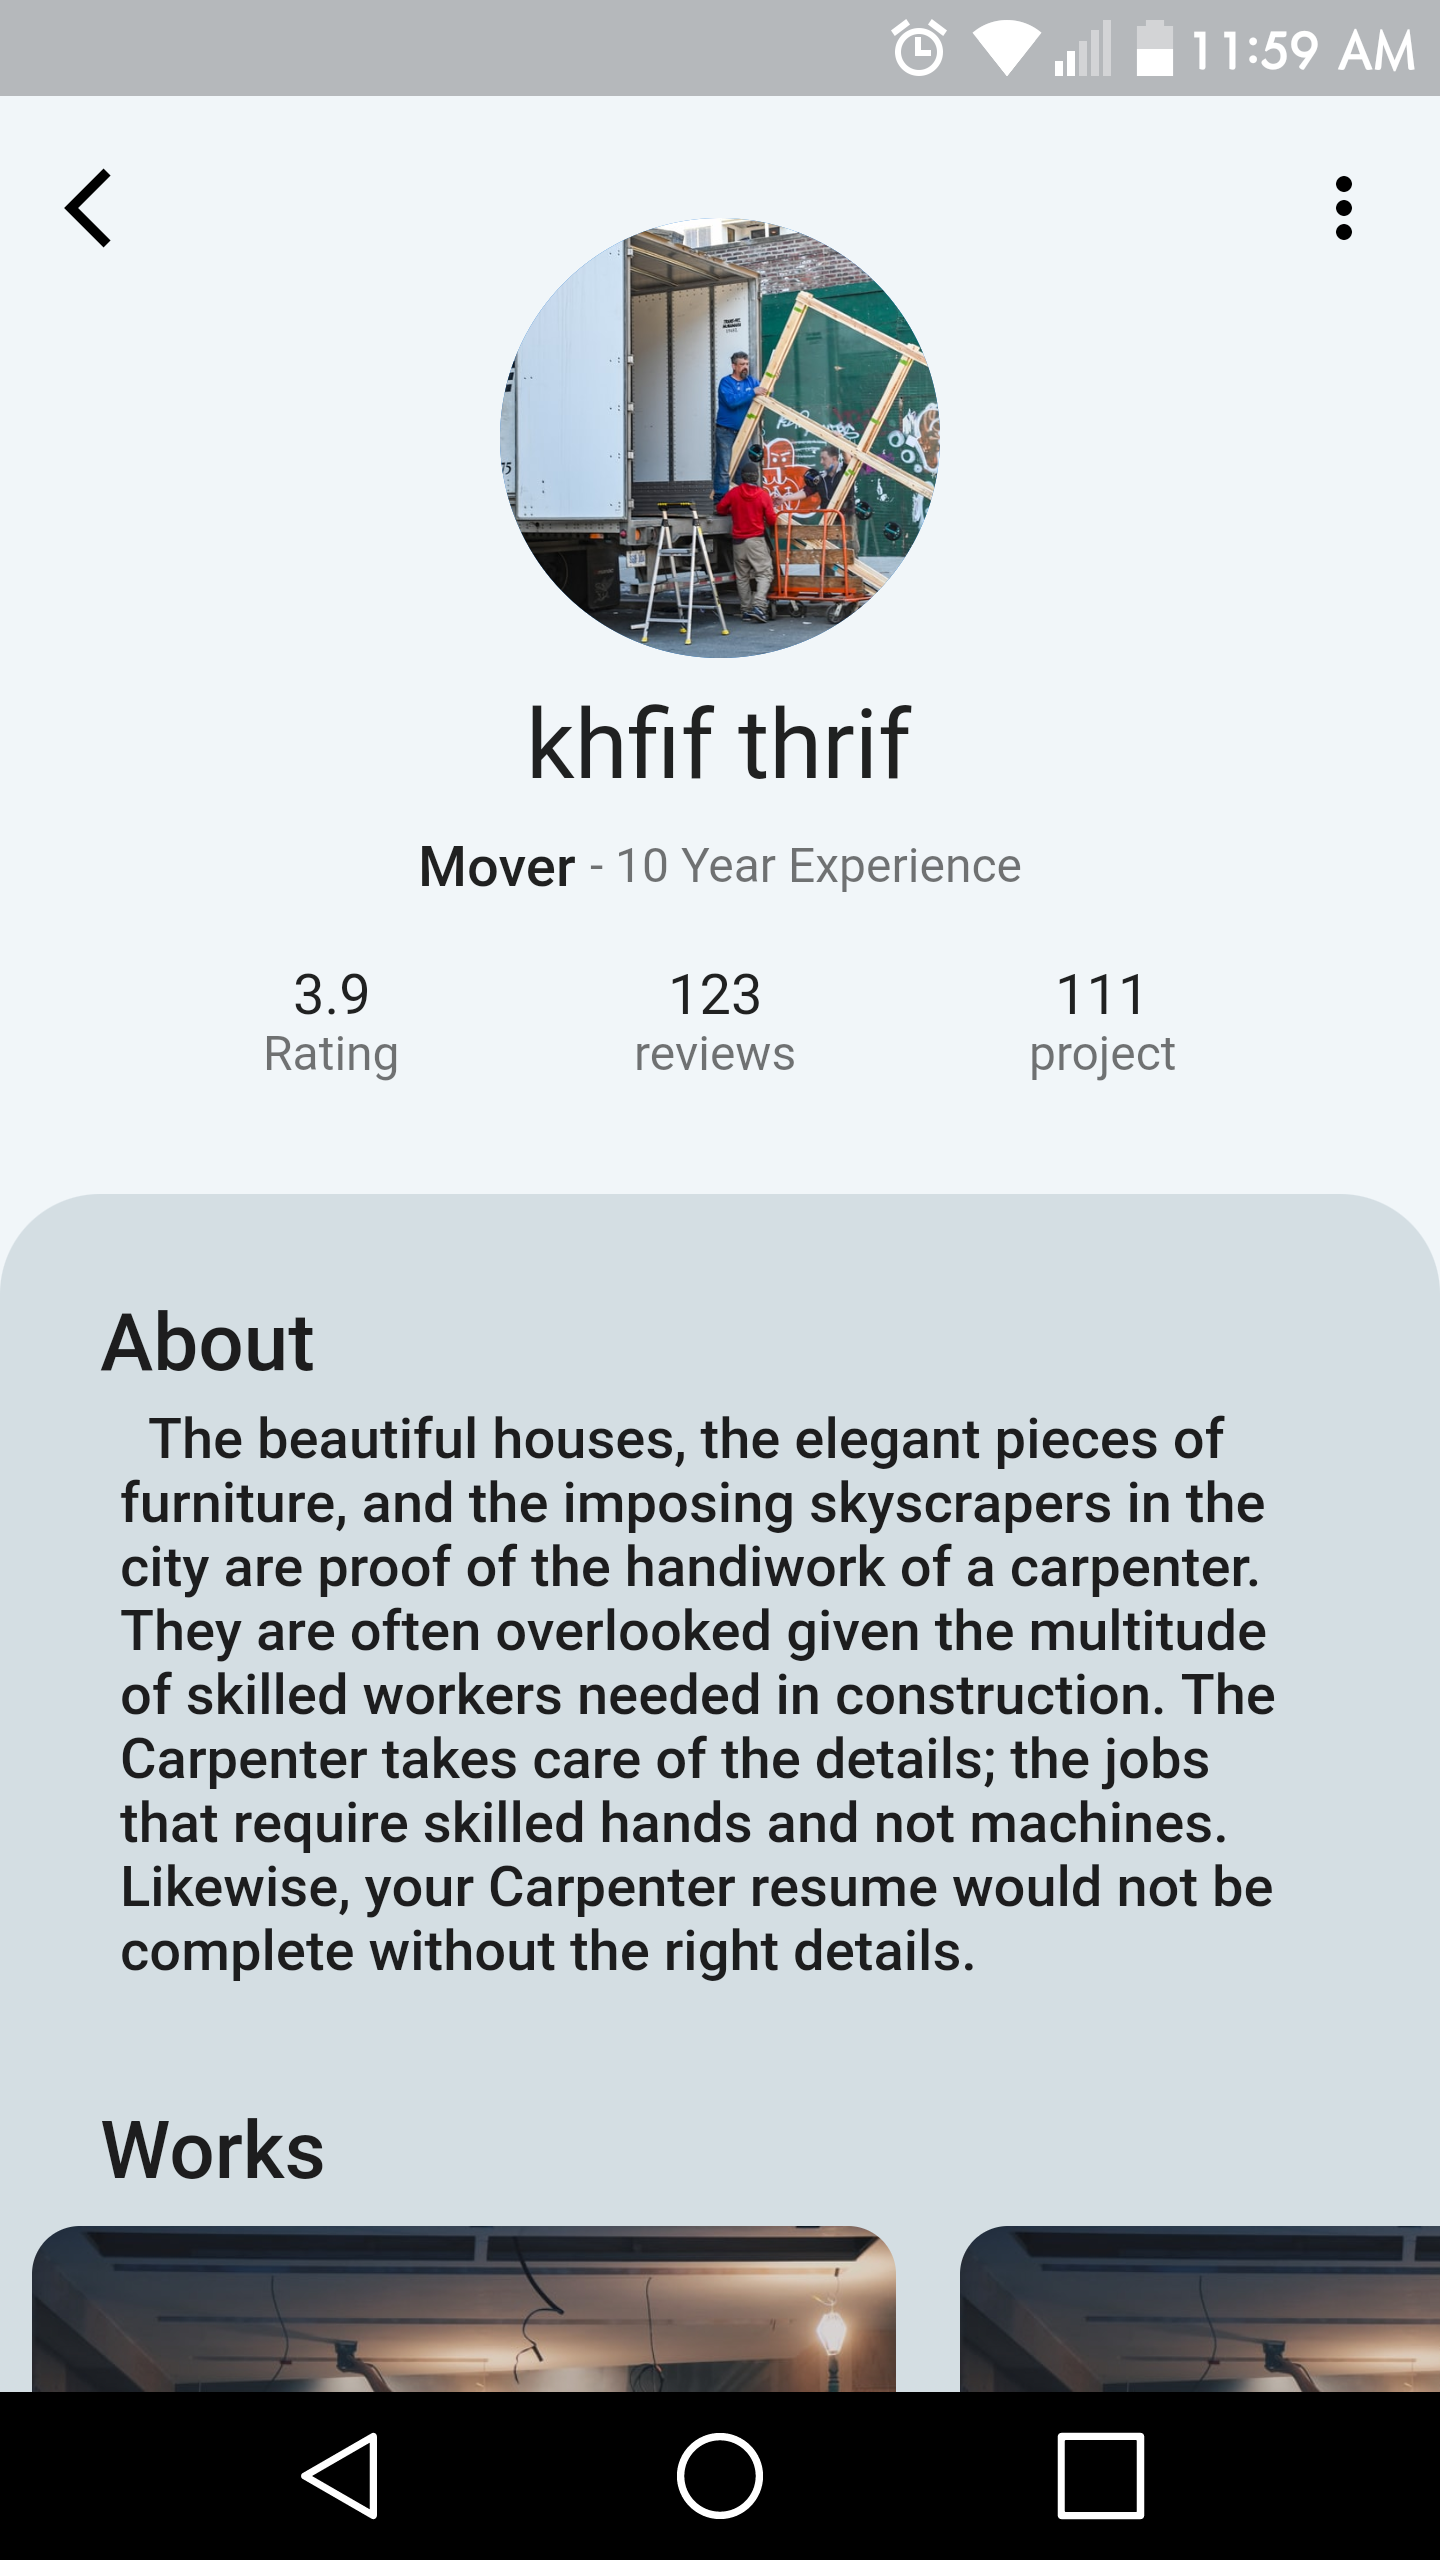 11:59 AM
khfif thrif
Mover - 10 Year Experience
3.9 123 111
Rating reviews project
About
The beautiful houses, the elegant pieces of
furniture, and the imposing skyscrapers in the
city are proof of the handiwork of a carpenter.
They are often overlooked given the multitude
of skilled workers needed in construction. The
Carpenter takes care of the details; the jobs
that require skilled hands and not machines.
Likewise, your Carpenter resume would not be
complete without the right details.
Works